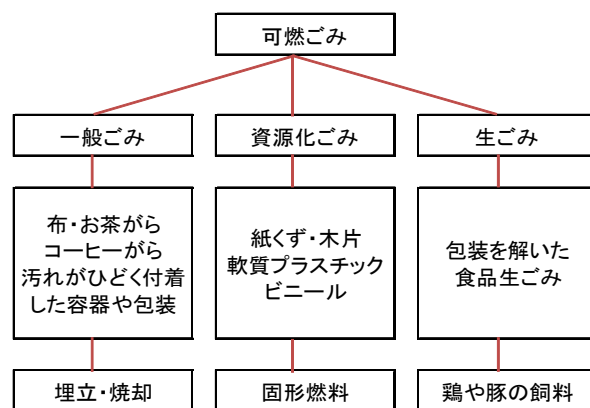 可燃ごみ
一般ごみ
資源化ごみ
生ごみ
布・お茶がら
コーヒーがら
汚れがひどく付着
した容器や包装
紙くず・木片
軟質プラスチック
ビニール
包装を解いた
食品生ごみ
埋立・焼却
固形燃料
鶏や豚の飼料